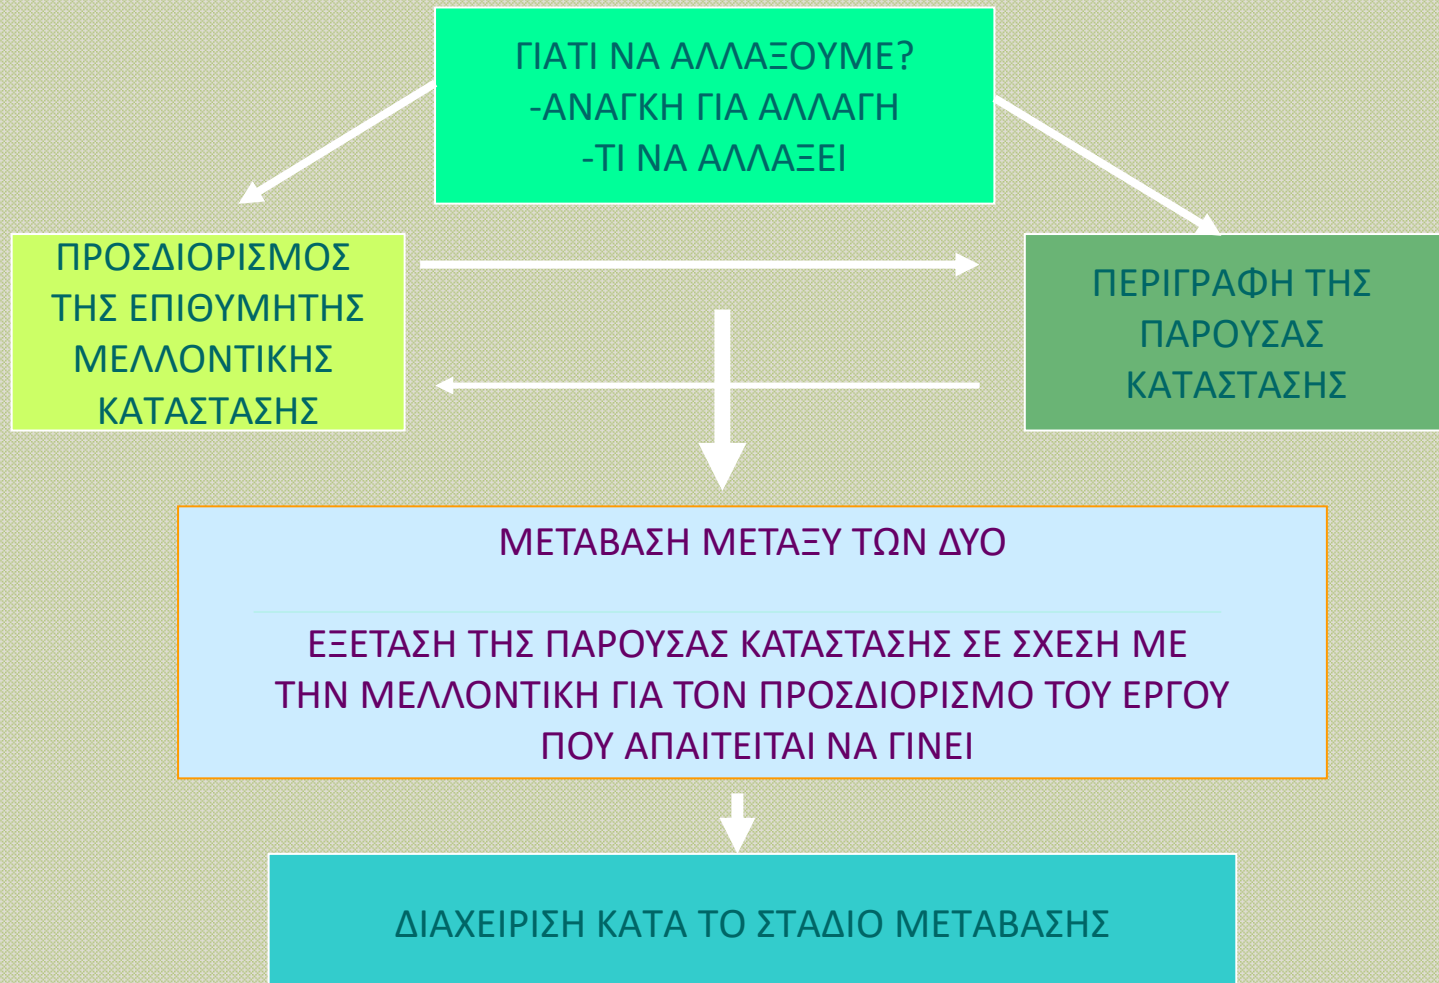 ΓΙΑΤΙ ΝΑ ΑΛΛΑΞΟΥΜΕ?
-ΑΝΑΓΚΗ ΓΙΑ ΑΛΛΑΓΗ
-ΤΙ ΝΑ ΑΛΛΑΞΕΙ
ΠΡΟΣΔΙΟΡΙΣΜΟΣ
ΤΗΣ ΕΠΙΘΥΜΗΤΗΣ
ΜΕΛΛΟΝΤΙΚΗΣ
ΚΑΤΑΣΤΑΣΗΣ
ΠΕΡΙΓΡΑΦΗ ΤΗΣ
ΠΑΡΟΥΣΑΣ
ΚΑΤΑΣΤΑΣΗΣ
ΜΕΤΑΒΑΣΗ ΜΕΤΑΞΥ ΤΩΝ ΔΥΟ
ΕΞΕΤΑΣΗ ΤΗΣ ΠΑΡΟΥΣΑΣ ΚΑΤΑΣΤΑΣΗΣ ΣΕ ΣΧΕΣΗ ΜΕ
ΤΗΝ ΜΕΛΛΟΝΤΙΚΗ ΓΙΑ ΤΟΝ ΠΡΟΣΔΙΟΡΙΣΜΟ ΤΟΥ ΕΡΓΟΥ
ΠΟΥ ΑΠΑΙΤΕΙΤΑΙ ΝΑ ΓΙΝΕΙ
ΔΙΑΧΕΙΡΙΣΗ ΚΑΤΑ ΤΟ ΣΤΑΔΙΟ ΜΕΤΑΒΑΣΗΣ